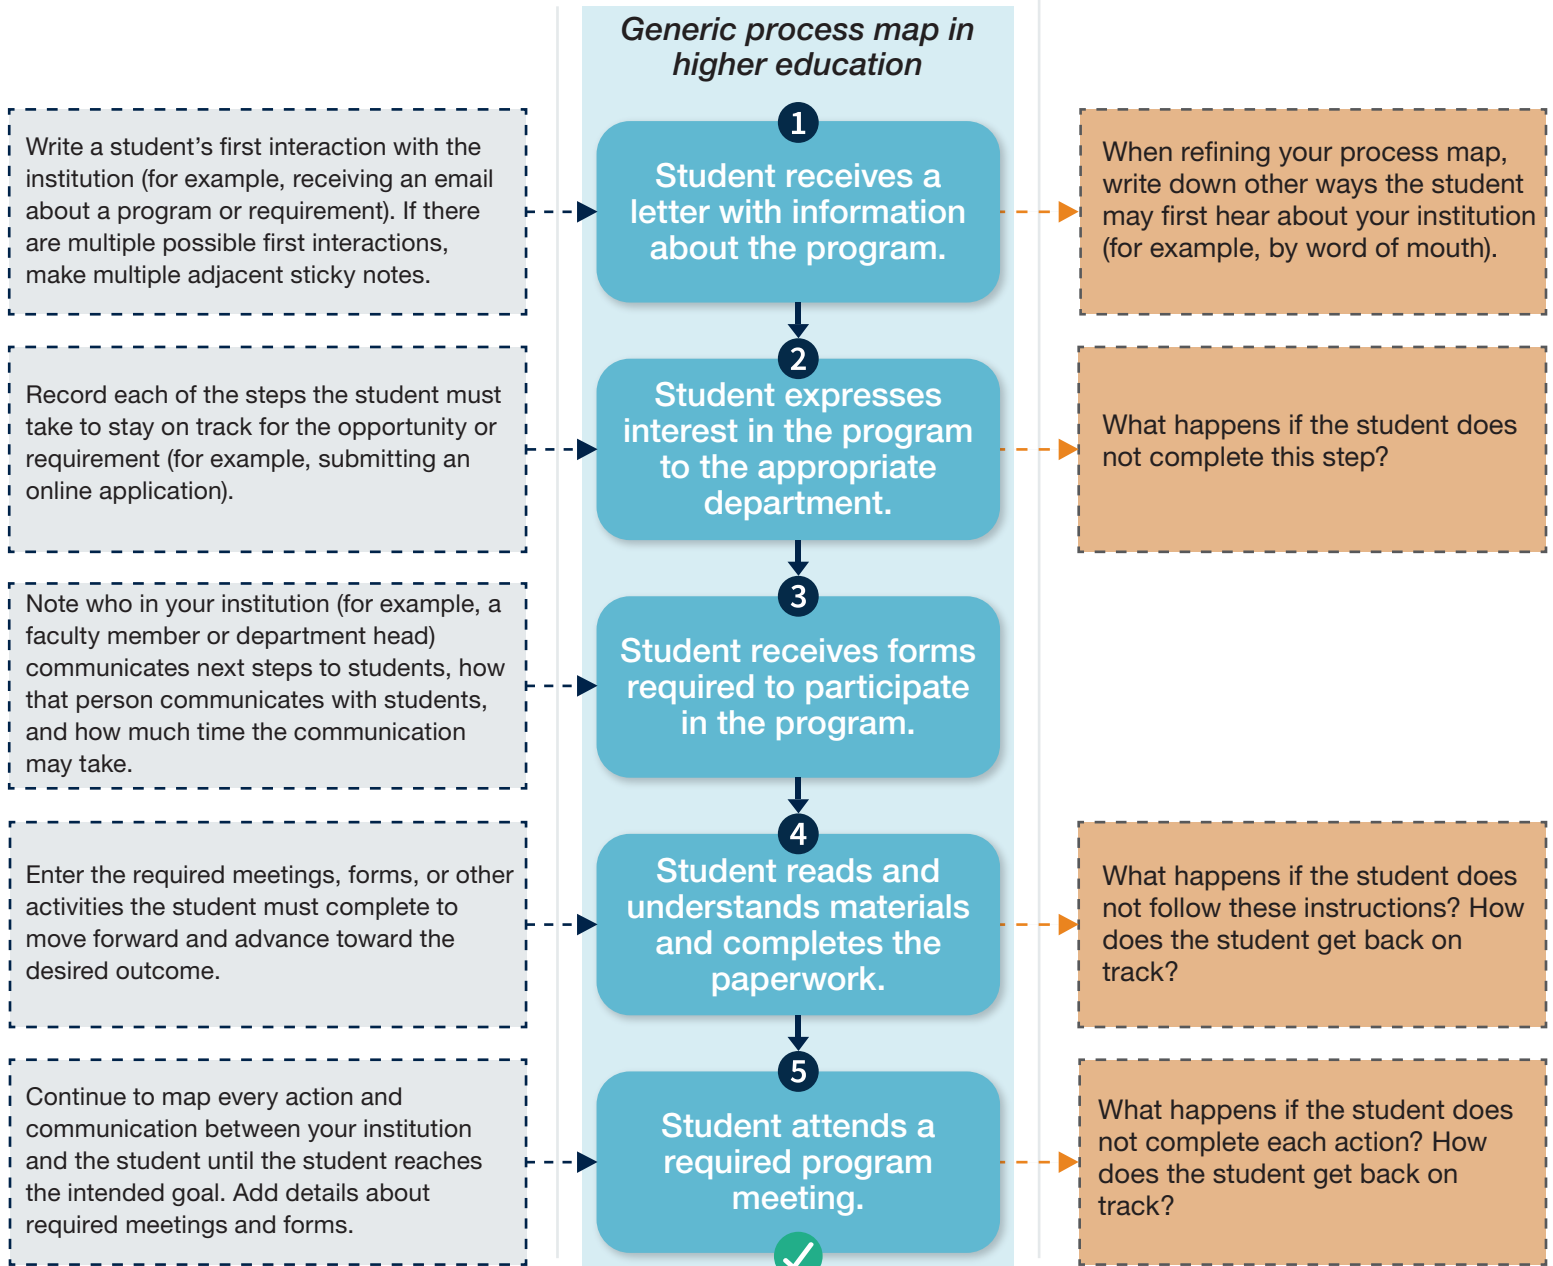 Generic process map in
higher education
Write a student’s first interaction with the
institution (for example, receiving an email
about a program or requirement). If there
are multiple possible first interactions,
make multiple adjacent sticky notes.
1
Student receives a
letter with information
about the program.
When refining your process map,
write down other ways the student
may first hear about your institution
(for example, by word of mouth).
Record each of the steps the student must
take to stay on track for the opportunity or
requirement (for example, submitting an
online application).
2
Student expresses
interest in the program
to the appropriate
department.
What happens if the student does
not complete this step?
Note who in your institution (for example, a
faculty member or department head)
communicates next steps to students, how
that person communicates with students,
and how much time the communication
may take.
3
Student receives forms
required to participate
in the program.
Enter the required meetings, forms, or other
activities the student must complete to
move forward and advance toward the
desired outcome.
4
Student reads and
understands materials
and completes the
paperwork.
What happens if the student does
not follow these instructions? How
does the student get back on
track?
Continue to map every action and
communication between your institution
and the student until the student reaches
the intended goal. Add details about
required meetings and forms.
5
Student attends a
required program
meeting.
What happens if the student does
not complete each action? How
does the student get back on
track?